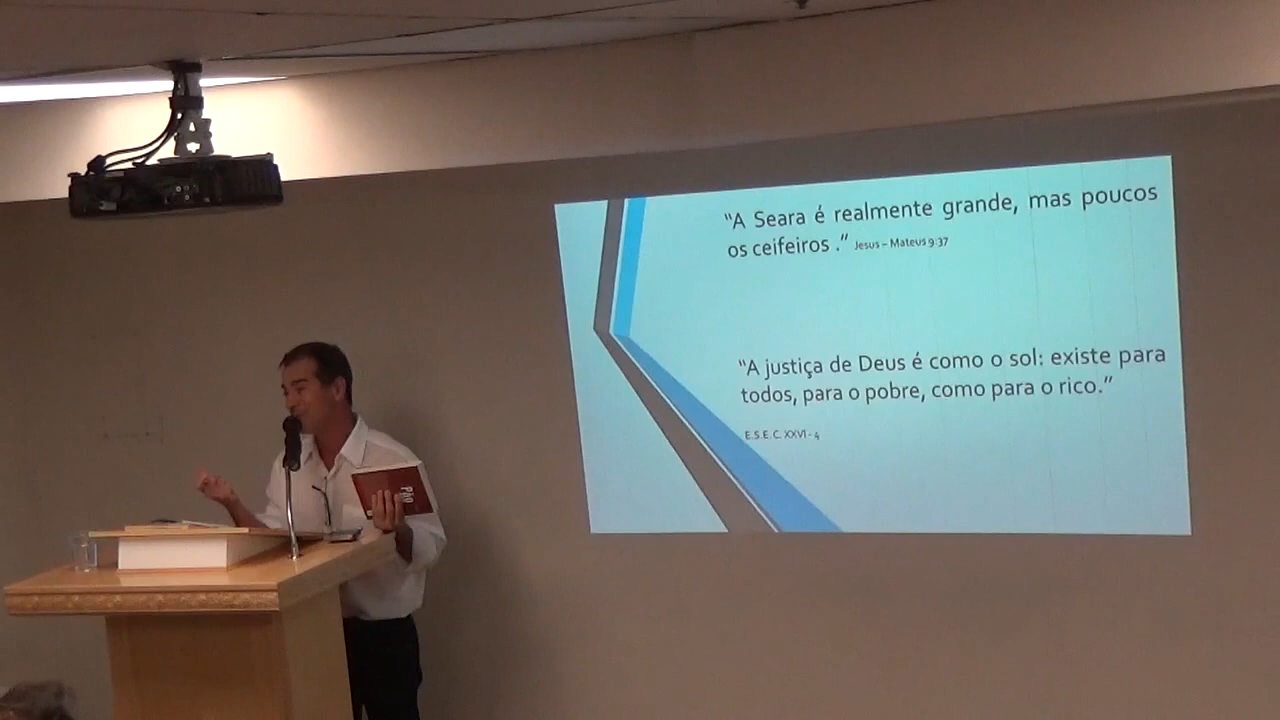 “A Seara é realmente grande, mas poucos
os ceifeiros .” Jesus – Mateus 9:37
“A justiça de Deus é como o sol: existe para
todos, para o pobre, como para o rico.”
E.S.E. C. XXVI - 4
Pão